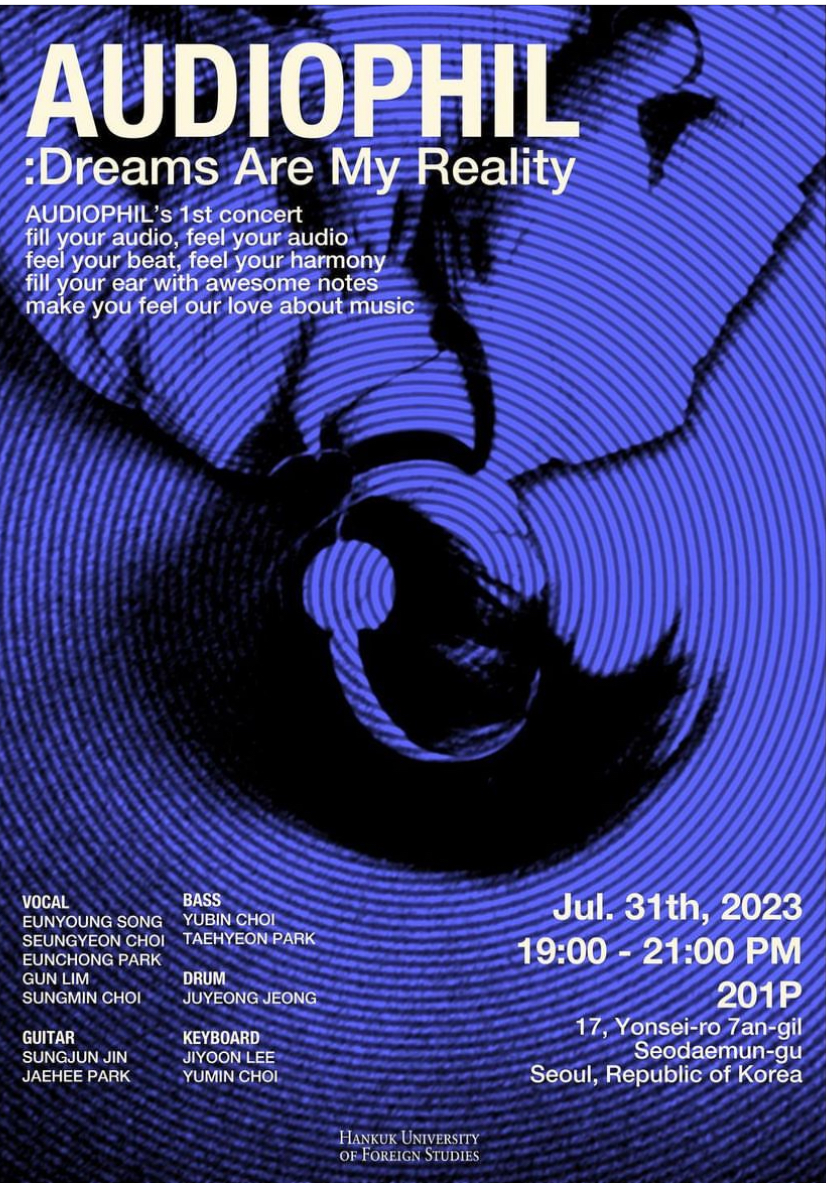 AUDIOPHIL
:Dreams Are My Reality
AUDIOPHIL's 1st concert
fill your audio, feel your audio
feel your beat, feel your harmony
fill your ear with awesome notes
make you feel our love about music
VOCAL
EUNYOUNG SONG
SEUNGYEON CHOI
EUNCHONG PARK
GUN LIM
SUNGMIN CHOI
GUITAR
SUNGJUN JIN
JAEHEE PARK
BASS
YUBIN CHOI
TAEHYEON PARK
DRUM
JUYEONG JEONG
KEYBOARD
JIYOON LEE
YUMIN CHOI
Jul. 31th, 2023
19:00 - 21:00 PM
201P
17, Yonsei-ro 7an-gil
Seodaemun-gu
Seoul, Republic of Korea
HANKUK UNIVERSITY
OF FOREIGN STUDIES